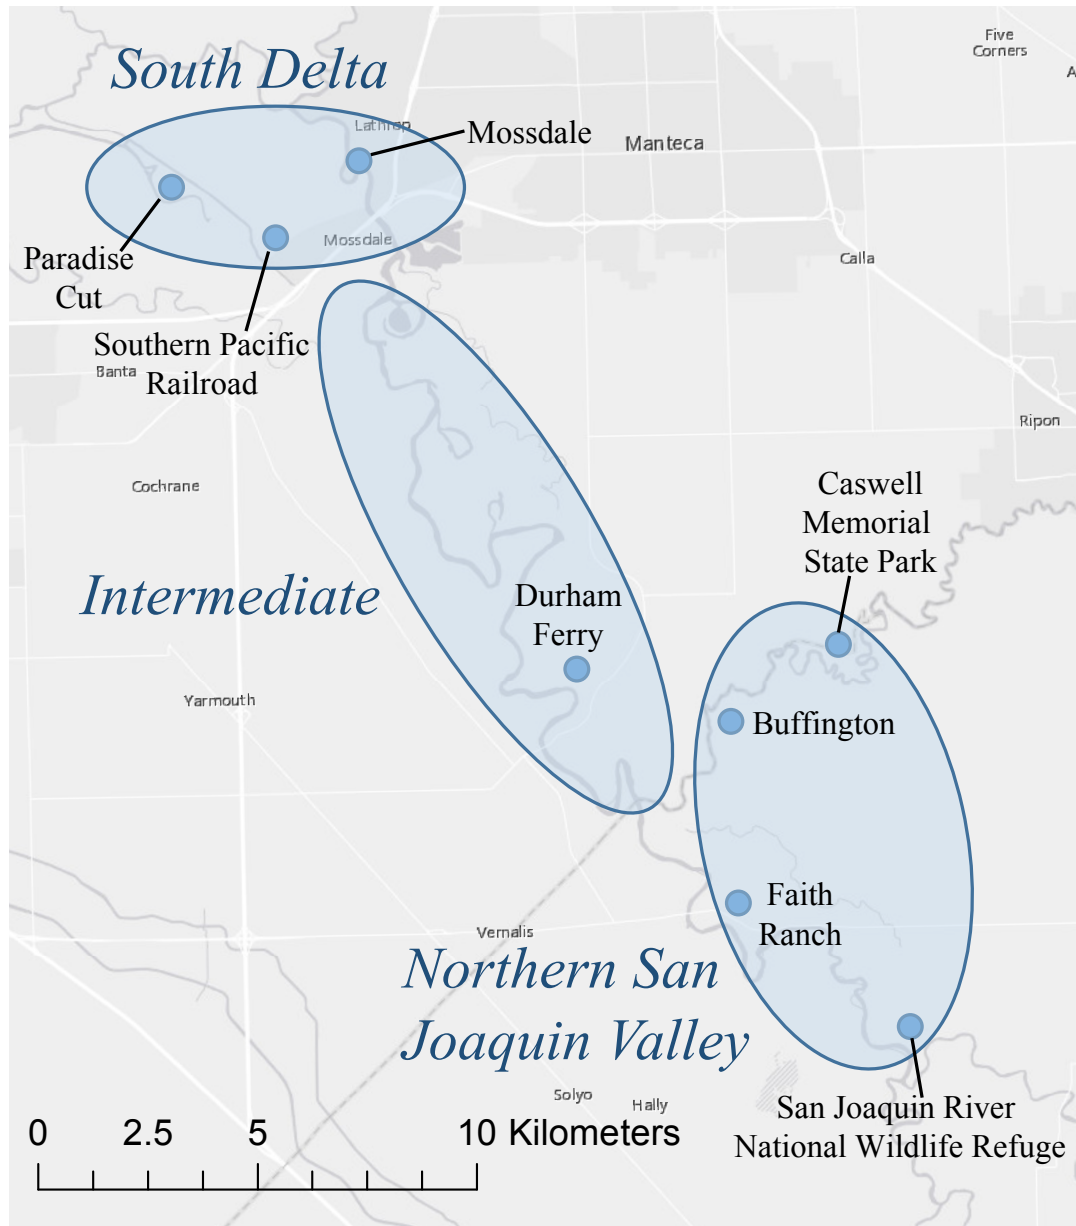 Five
Corners
South Delta
Lathrop
Mossdale
Manteca
Mossdale
Paradise
Cut
Calla
Southern Pacific
Railroad
Banta
Ripon
Cochrane
Caswell
Memorial
State Park
Intermediate
Durham
Ferry
Yarmouth
Buffington
Faith
Ranch
Vernalis
Northern San
Joaquin Valley
Solyo
Hally
San Joaquin River
National Wildlife Refuge
0 2.5 5 10 Kilometers